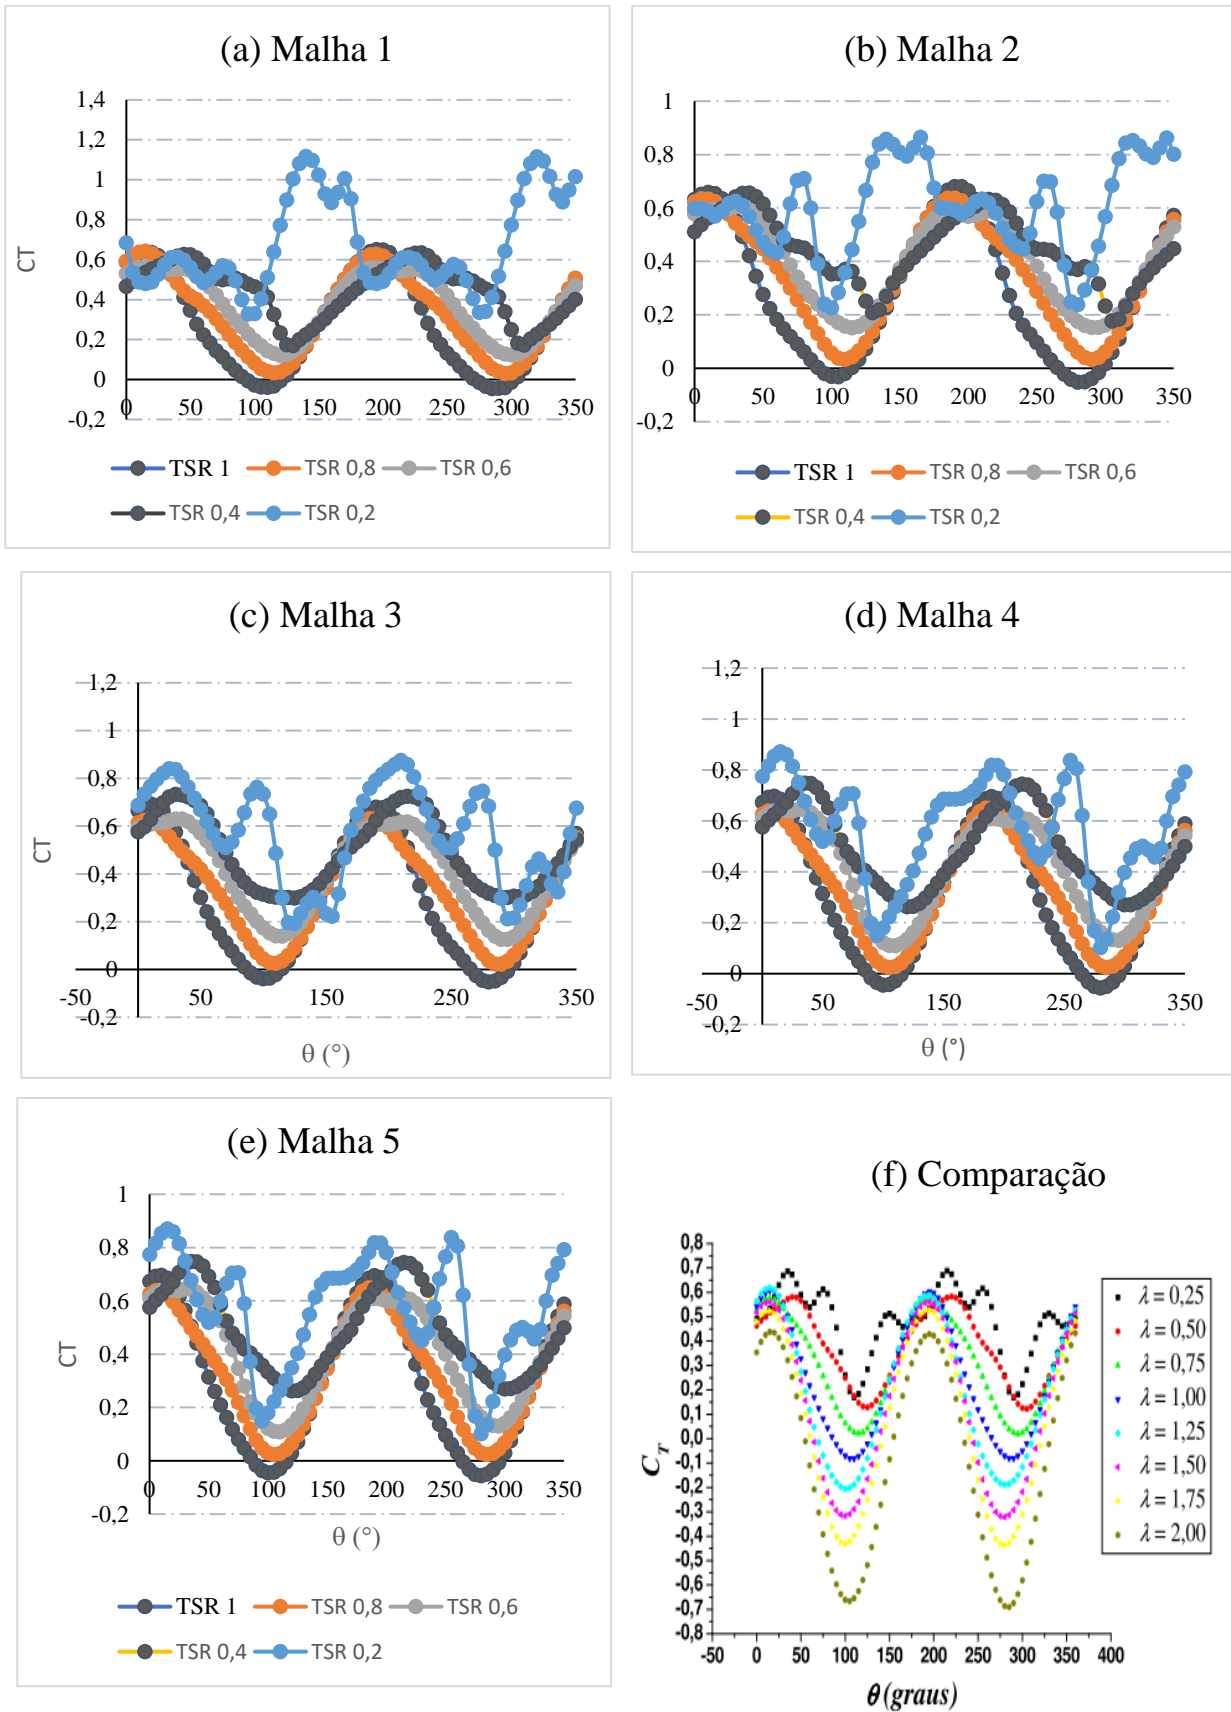 (a) Malha 1
1,4
1,2
1
0,8
0,6
0,4
0,2
0
-0,2
CT
0 50 100 150 200 250 300 350
TSR 1 TSR 0,8 TSR 0,6
TSR 0,4 TSR 0,2
(b) Malha 2
1
0,8
0,6
0,4
0,2
0
-0,2
0 50 100 150 200 250 300 350
TSR 1 TSR 0,8 TSR 0,6
TSR 0,4 TSR 0,2
(c) Malha 3
1,2
1
0,8
0,6
0,4
0,2
0
-0,2
CT
-50 50 150 250 350
θ (°)
(d) Malha 4
1,2
1
0,8
0,6
0,4
0,2
0
-0,2
-50 50 150 250 350
θ (°)
(e) Malha 5
1
0,8
0,6
0,4
0,2
0
-0,2
CT
0 50 100 150 200 250 300 350
θ (°)
TSR 1 TSR 0,8 TSR 0,6
TSR 0,4 TSR 0,2
(f) Comparação
0,8
0,7
0,6
0,5
0,4
0,3
0,2
0,1
0,0
-0,1
-0,2
-0,3
-0,4
-0,5
-0,6
-0,7
-0,8
C_T
-50 0 50 100 150 200 250 300 350 400
θ (graus)
λ = 0,25
λ = 0,50
λ = 0,75
λ = 1,00
λ = 1,25
λ = 1,50
λ = 1,75
λ = 2,00